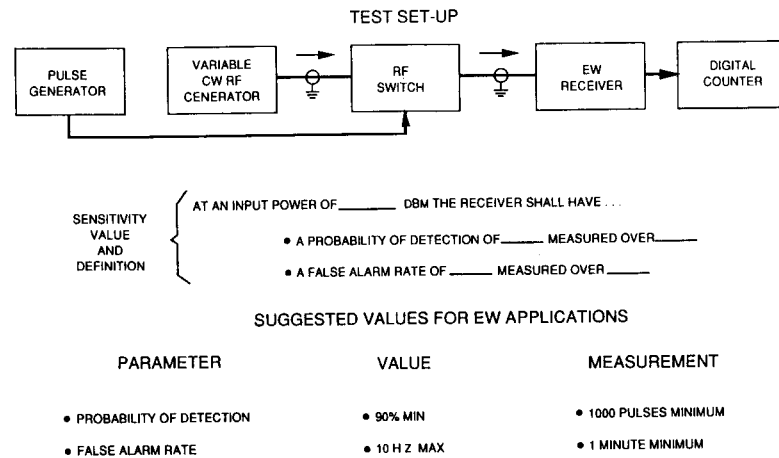 TEST SET-UP
PULSE
GENERATOR
VARIABLE
CW RF
CENERATOR
RF
SWITCH
EW
RECEIVER
DIGITAL
COUNTER
SENSITIVITY
VALUE
AND
DEFINITION
AT AN INPUT POWER OF ______ DBM THE RECEIVER SHALL HAVE . . .
• A PROBABILITY OF DETECTION OF _____ MEASURED OVER _____
• A FALSE ALARM RATE OF _____ MEASURED OVER _____
SUGGESTED VALUES FOR EW APPLICATIONS
PARAMETER VALUE MEASUREMENT
• PROBABILITY OF DETECTION • 90% MIN • 1000 PULSES MINIMUM
• FALSE ALARM RATE • 10 H Z MAX • 1 MINUTE MINIMUM